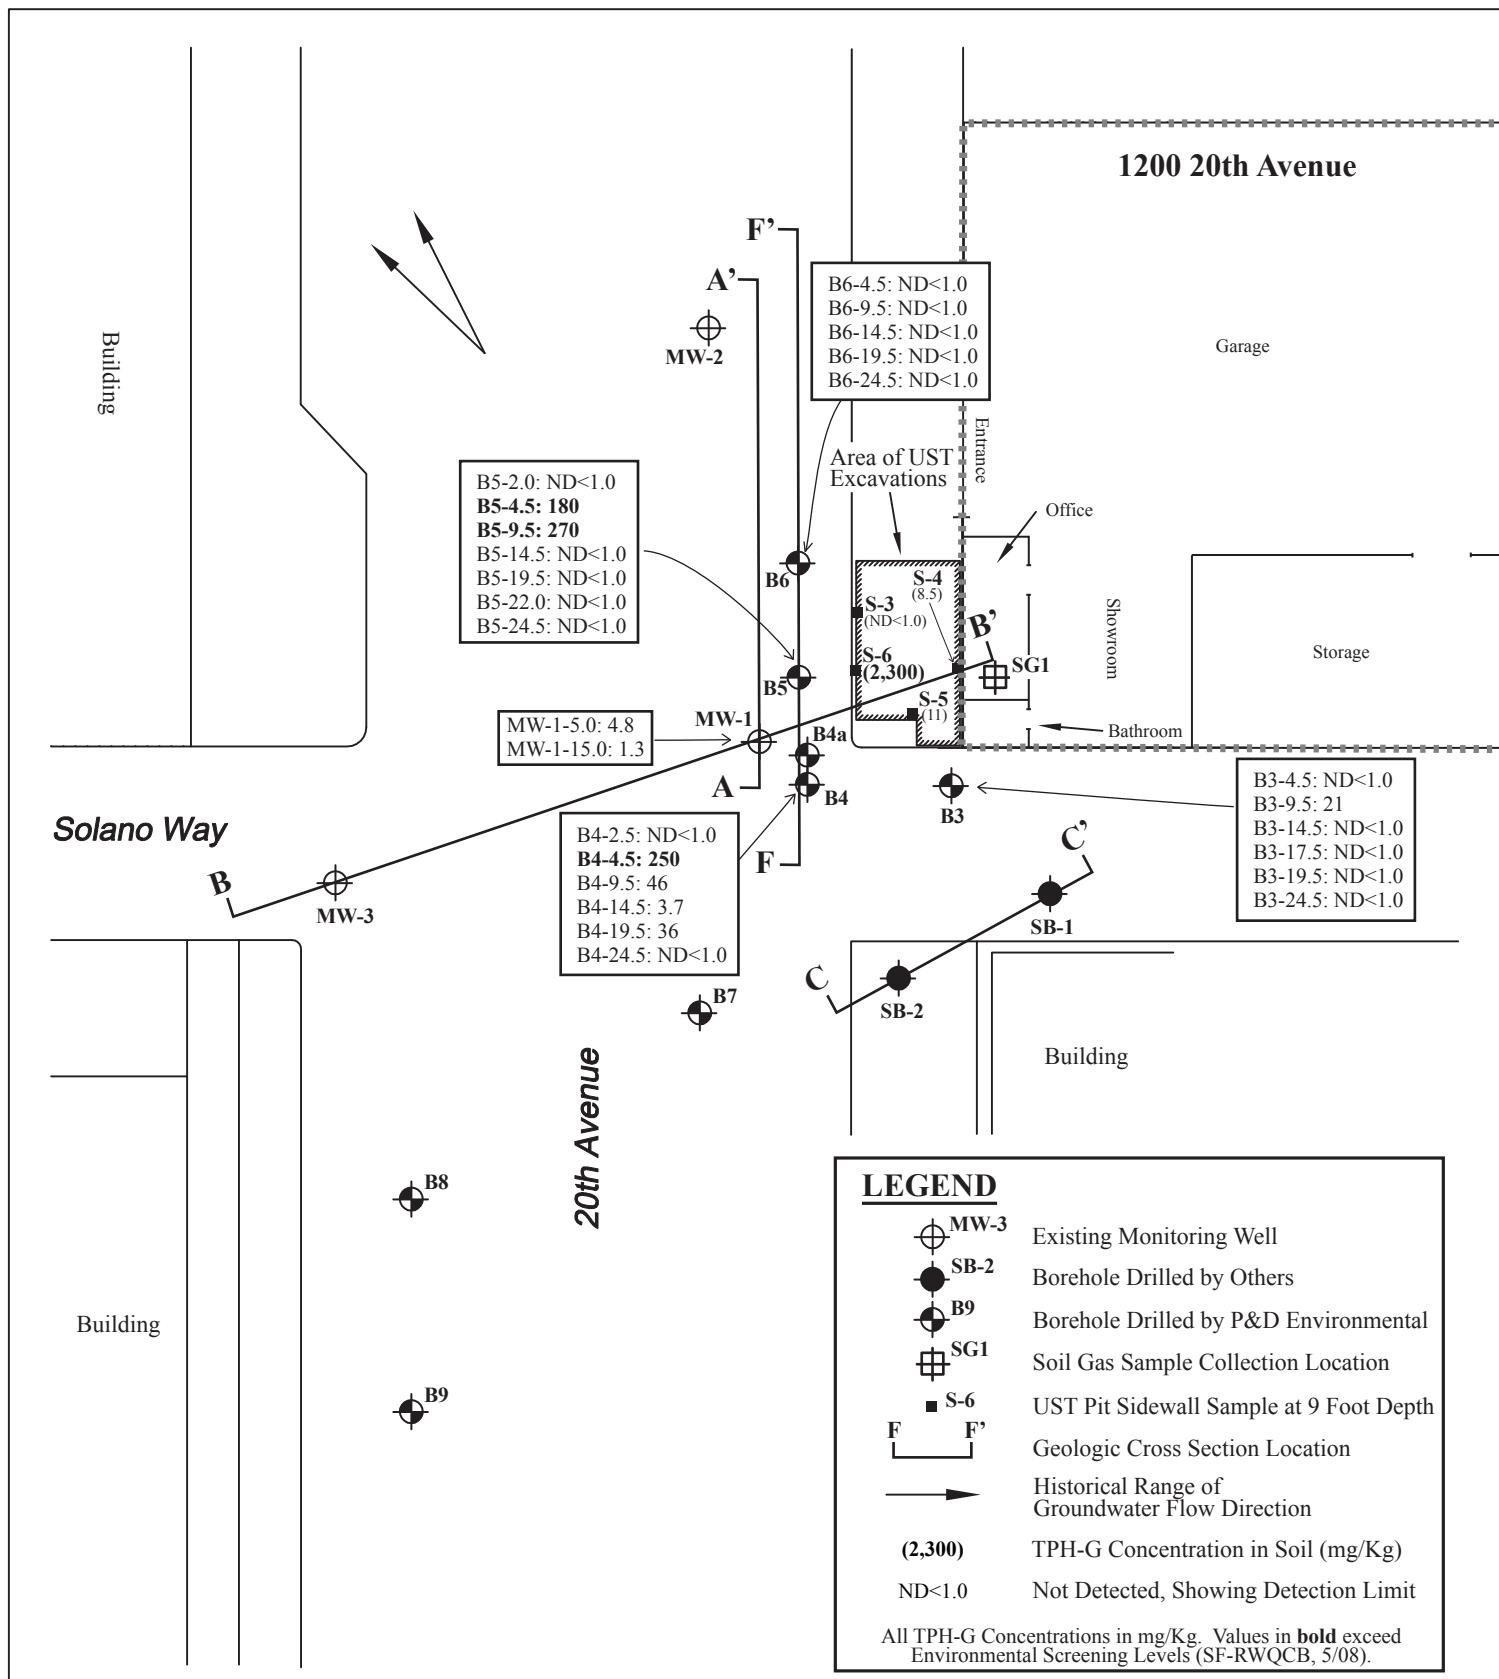 1200 20th Avenue
F’
A’
B6-4.5: ND<1.0
B6-9.5: ND<1.0
B6-14.5: ND<1.0
B6-19.5: ND<1.0
B6-24.5: ND<1.0
Building
MW-2
Garage
Entrance
Area of UST
Excavations
B5-2.0: ND<1.0
B5-4.5: 180
B5-9.5: 270
B5-14.5: ND<1.0
B5-19.5: ND<1.0
B5-22.0: ND<1.0
B5-24.5: ND<1.0
Office
B6
S-4
(8.5)
S-3
(ND<1.0)
B’
Showroom
S-6
(2,300)
SG1
Storage
B5
S-5
(11)
MW-1
MW-1-5.0: 4.8
MW-1-15.0: 1.3
B4a
Bathroom
A
B4
B3
B3-4.5: ND<1.0
B3-9.5: 21
B3-14.5: ND<1.0
B3-17.5: ND<1.0
B3-19.5: ND<1.0
B3-24.5: ND<1.0
Solano Way
B4-2.5: ND<1.0
B4-4.5: 250
B4-9.5: 46
B4-14.5: 3.7
B4-19.5: 36
B4-24.5: ND<1.0
F
C’
B
MW-3
SB-1
C
SB-2
B7
20th Avenue
Building
B8
Building
B9
LEGEND
MW-3
Existing Monitoring Well
SB-2
Borehole Drilled by Others
B9
Borehole Drilled by P&D Environmental
SG1
Soil Gas Sample Collection Location
S-6
UST Pit Sidewall Sample at 9 Foot Depth
F F’
Geologic Cross Section Location
Historical Range of
Groundwater Flow Direction
(2,300)
TPH-G Concentration in Soil (mg/Kg)
ND<1.0
Not Detected, Showing Detection Limit
All TPH-G Concentrations in mg/Kg. Values in bold exceed
Environmental Screening Levels (SF-RWQCB, 5/08).